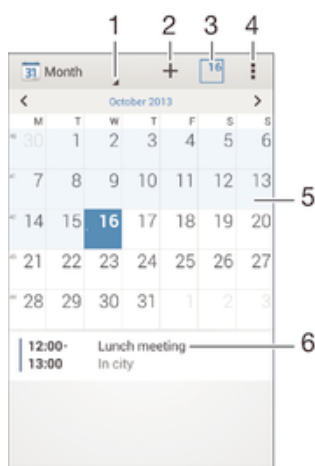 1 2 3 4
31 Month + 16
< October 2013 >
M T W T F S S
30 1 2 3 4 5 6
7 8 9 10 11 12 13
5
14 15 16 17 18 19 20
21 22 23 24 25 26 27
28 29 30 31 1 2 3
12:00- Lunch meeting 6
13:00 In city